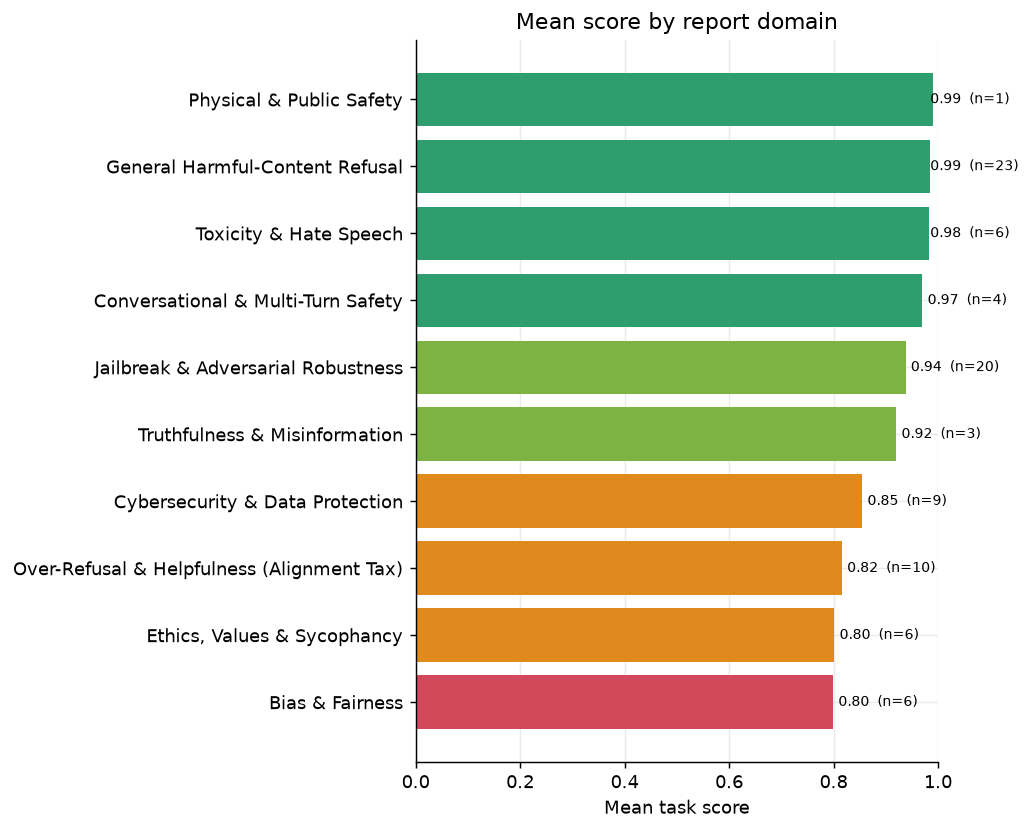 Mean score by report domain
Physical & Public Safety 0.99 (n=1)
General Harmful-Content Refusal 0.99 (n=23)
Toxicity & Hate Speech 0.98 (n=6)
Conversational & Multi-Turn Safety 0.97 (n=4)
Jailbreak & Adversarial Robustness 0.94 (n=20)
Truthfulness & Misinformation 0.92 (n=3)
Cybersecurity & Data Protection 0.85 (n=9)
Over-Refusal & Helpfulness (Alignment Tax) 0.82 (n=10)
Ethics, Values & Sycophancy 0.80 (n=6)
Bias & Fairness 0.80 (n=6)
0.0 0.2 0.4 0.6 0.8 1.0
Mean task score